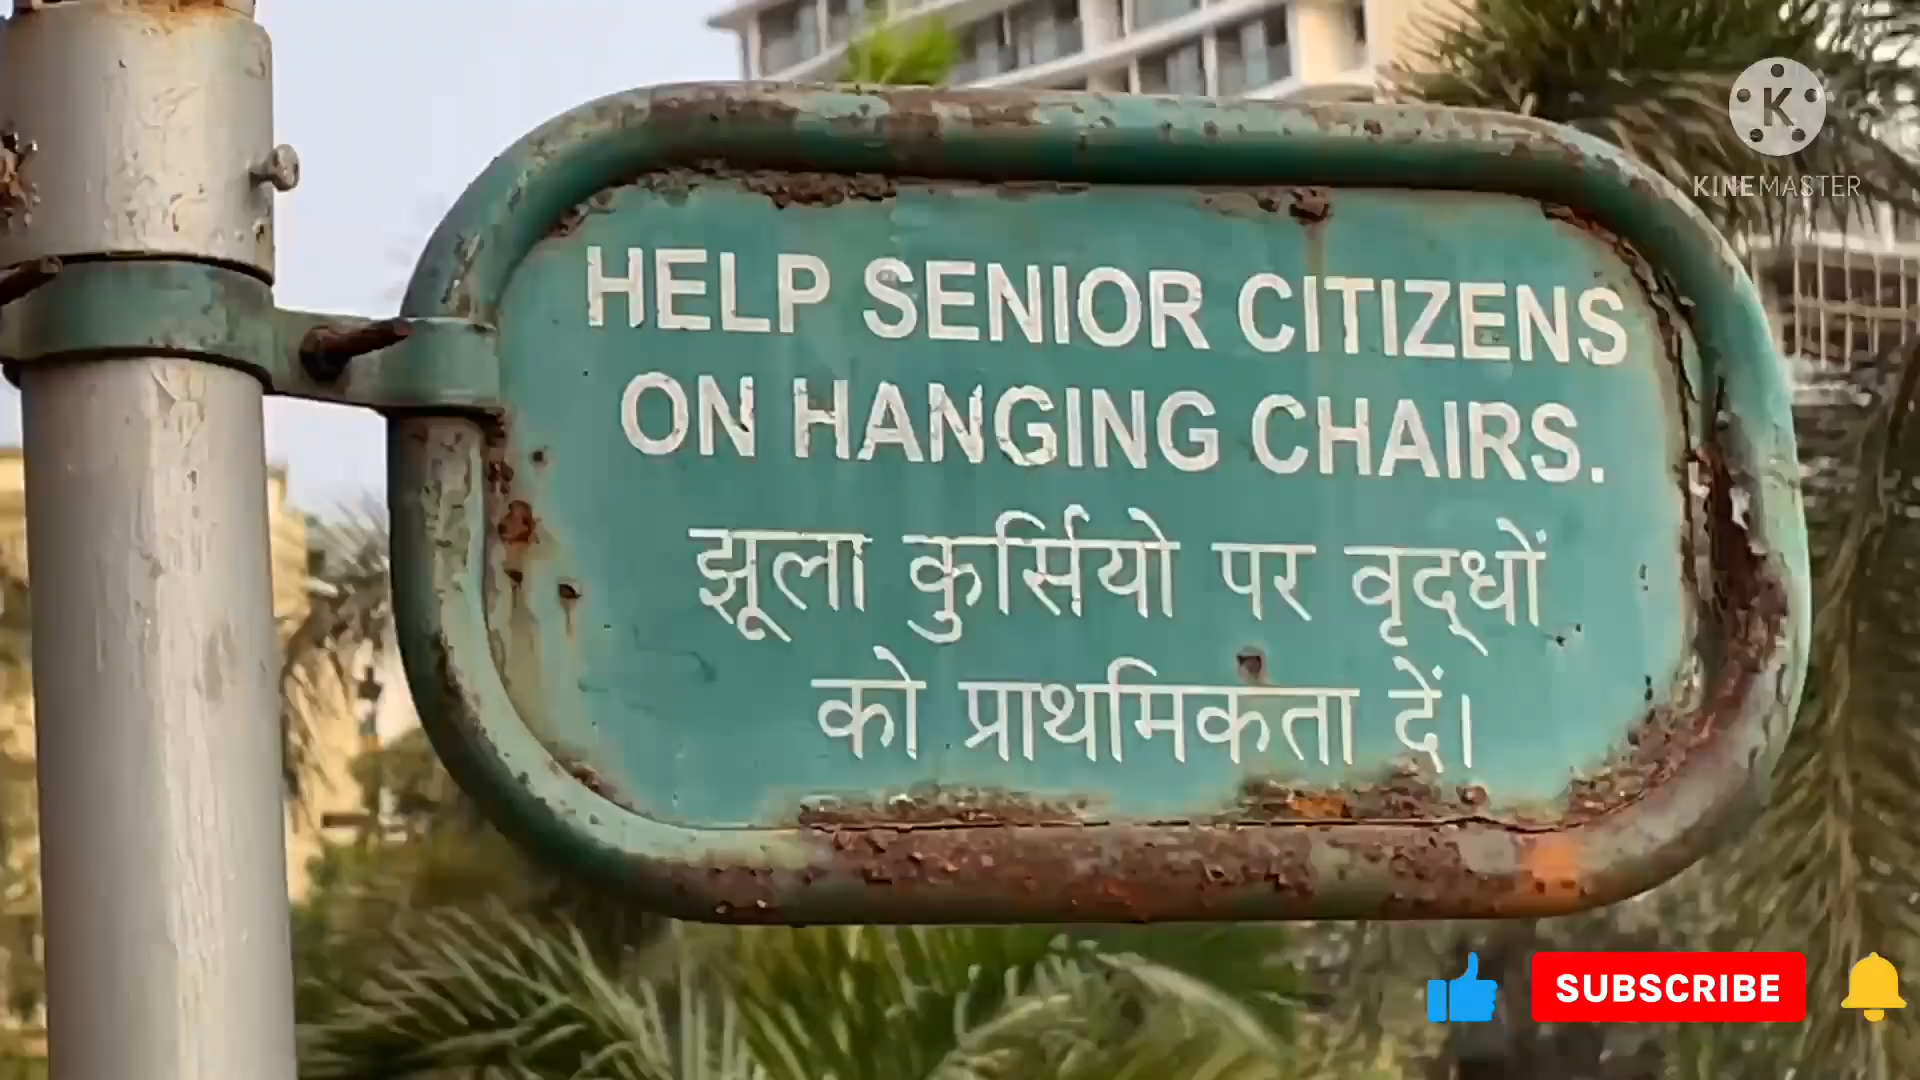 KINEMASTER
HELP SENIOR CITIZENS
ON HANGING CHAIRS.
झूला कुर्सियो पर वृद्‌धों
को प्राथमिकता दें।
SUBSCRIBE